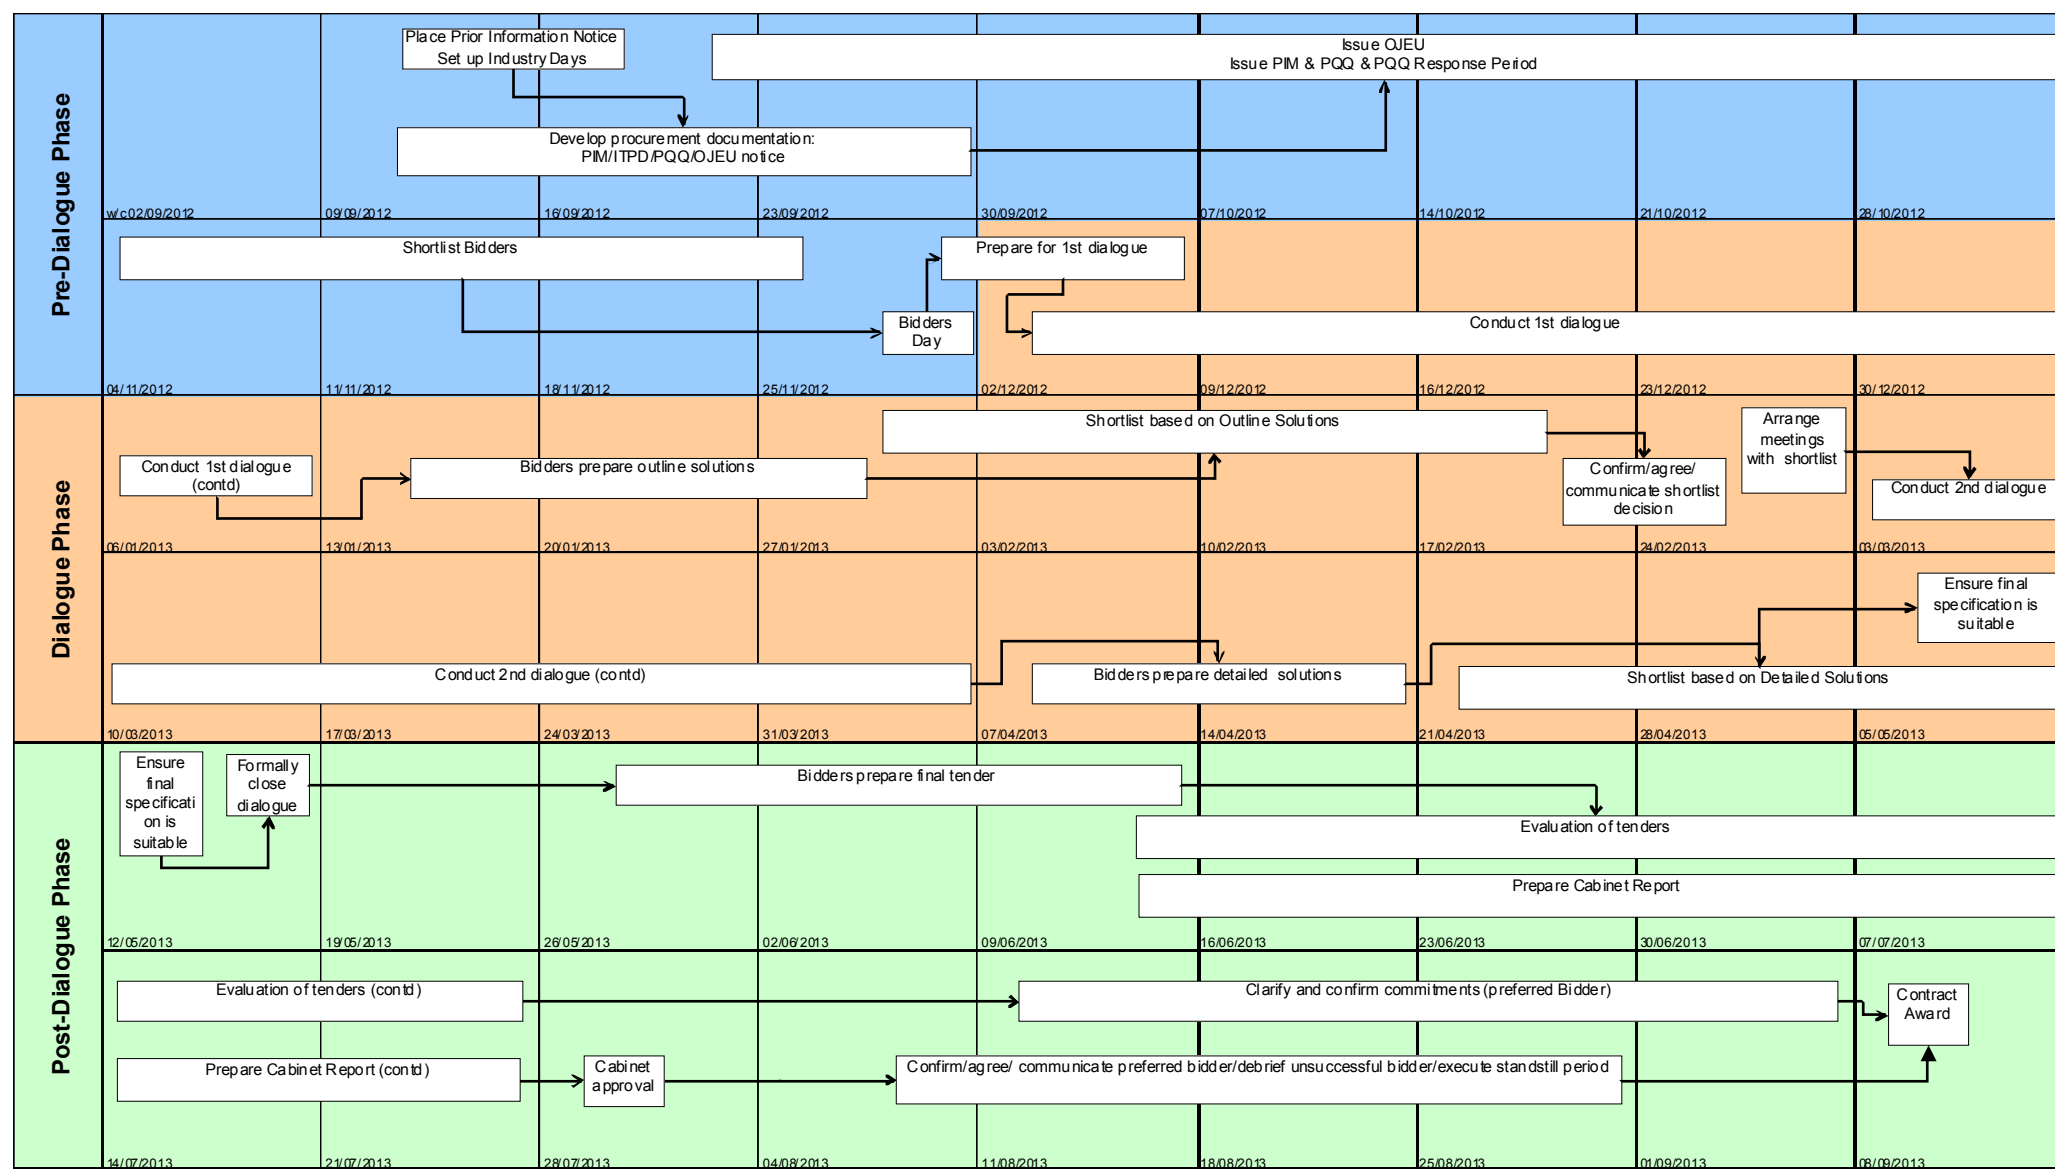 Pre-Dialogue Phase
Place Prior Information Notice
Set up Industry Days
Issue OJEU
Issue PIM & PQQ & PQQ Response Period
Develop procurement documentation:
PIM/ITPD/PQQ/OJEU notice
w/c 02/09/2012
09/09/2012
16/09/2012
23/09/2012
30/09/2012
07/10/2012
14/10/2012
21/10/2012
28/10/2012
Shortlist Bidders
Prepare for 1st dialogue
Bidders
Day
Conduct 1st dialogue
04/11/2012
11/11/2012
18/11/2012
25/11/2012
02/12/2012
09/12/2012
16/12/2012
23/12/2012
30/12/2012
Dialogue Phase
Shortlist based on Outline Solutions
Arrange
meetings
with shortlist
Conduct 1st dialogue
(contd)
Bidders prepare outline solutions
Confirm/agree/
communicate shortlist
decision
Conduct 2nd dialogue
06/01/2013
13/01/2013
20/01/2013
27/01/2013
03/02/2013
10/02/2013
17/02/2013
24/02/2013
03/03/2013
Ensure final
specification is
suitable
Conduct 2nd dialogue (contd)
Bidders prepare detailed solutions
Shortlist based on Detailed Solutions
10/03/2013
17/03/2013
24/03/2013
31/03/2013
07/04/2013
14/04/2013
21/04/2013
28/04/2013
05/05/2013
Post-Dialogue Phase
Ensure
final
specificati
on is
suitable
Formally
close
dialogue
Bidders prepare final tender
Evaluation of tenders
Prepare Cabinet Report
12/05/2013
19/05/2013
26/05/2013
02/06/2013
09/06/2013
16/06/2013
23/06/2013
30/06/2013
07/07/2013
Evaluation of tenders (contd)
Clarify and confirm commitments (preferred Bidder)
Contract
Award
Prepare Cabinet Report (contd)
Cabinet
approval
Confirm/agree/ communicate preferred bidder/debrief unsuccessful bidder/execute standstill period
14/07/2013
21/07/2013
28/07/2013
04/08/2013
11/08/2013
18/08/2013
25/08/2013
01/09/2013
08/09/2013